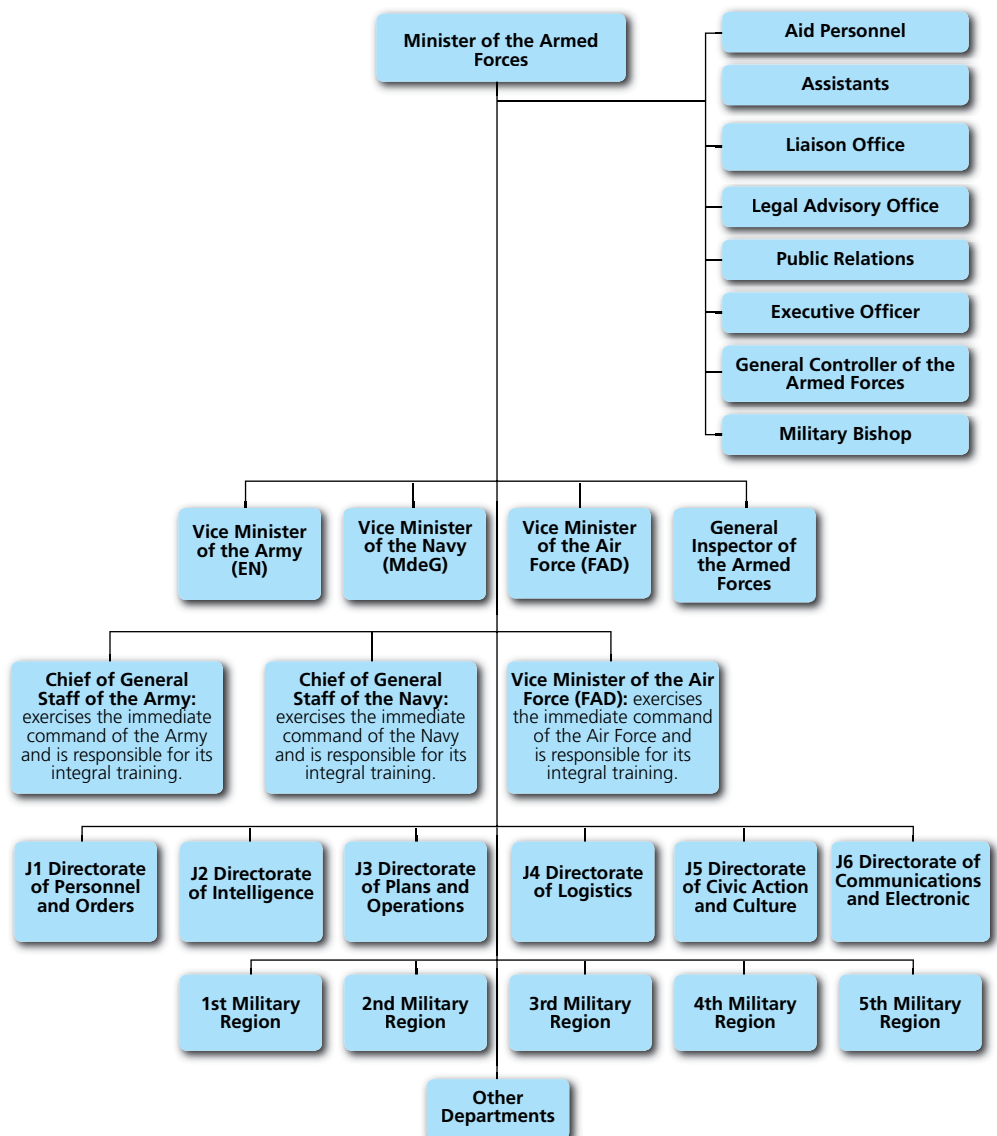 Minister of the Armed
Forces
Aid Personnel
Assistants
Liaison Office
Legal Advisory Office
Public Relations
Executive Officer
General Controller of the
Armed Forces
Military Bishop
Vice Minister
of the Army
(EN)
Vice Minister
of the Navy
(MdeG)
Vice Minister
of the Air
Force (FAD)
General
Inspector of
the Armed
Forces
Chief of General
Staff of the Army:
exercises the immediate
command of the Army
and is responsible for its
integral training.
Chief of General
Staff of the Navy:
exercises the immediate
command of the Navy
and is responsible for its
integral training.
Vice Minister of the Air
Force (FAD): exercises
the immediate command
of the Air Force and
is responsible for its
integral training.
J1 Directorate
of Personnel
and Orders
J2 Directorate
of Intelligence
J3 Directorate
of Plans and
Operations
J4 Directorate
of Logistics
J5 Directorate
of Civic Action
and Culture
J6 Directorate of
Communications
and Electronic
1st Military
Region
2nd Military
Region
3rd Military
Region
4th Military
Region
5th Military
Region
Other
Departments